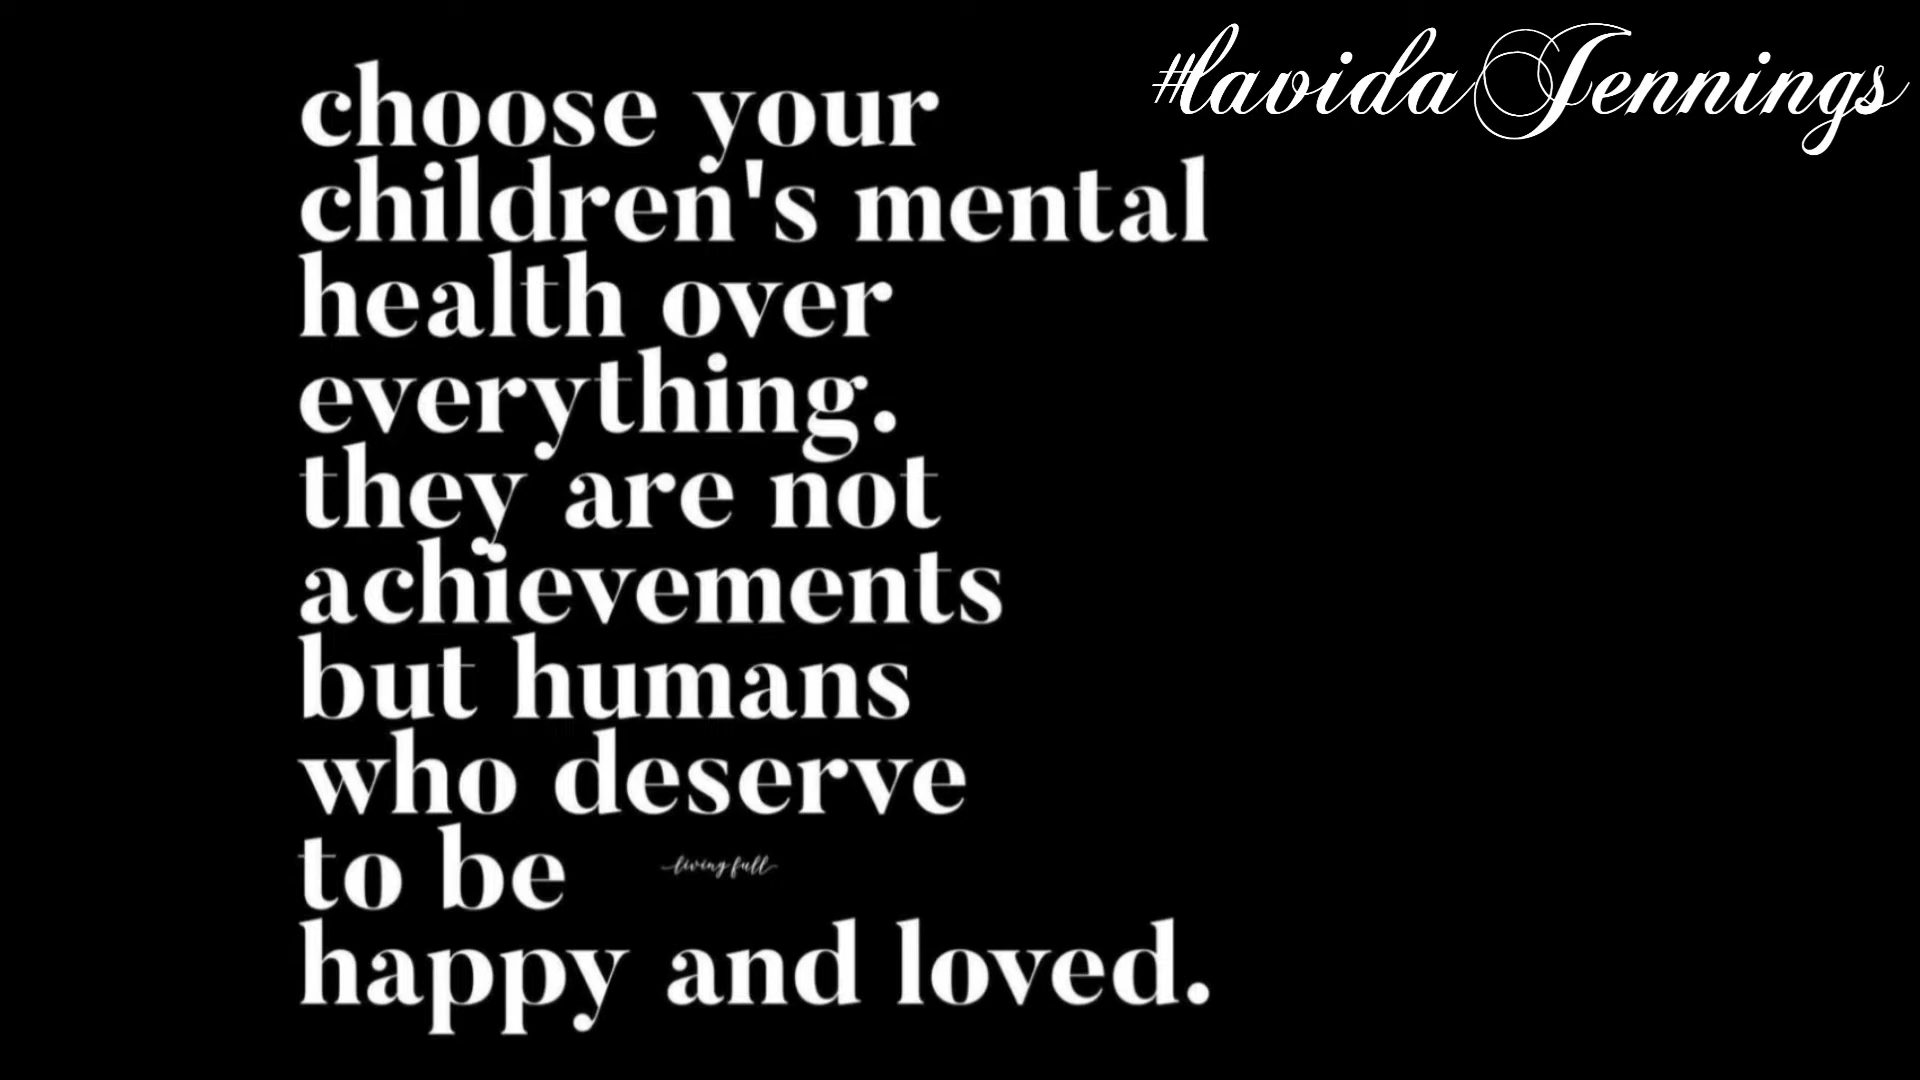 #lavidaJennings
choose your
children's mental
health over
everything.
they are not
achievements
but humans
who deserve
to be
living full
happy and loved.